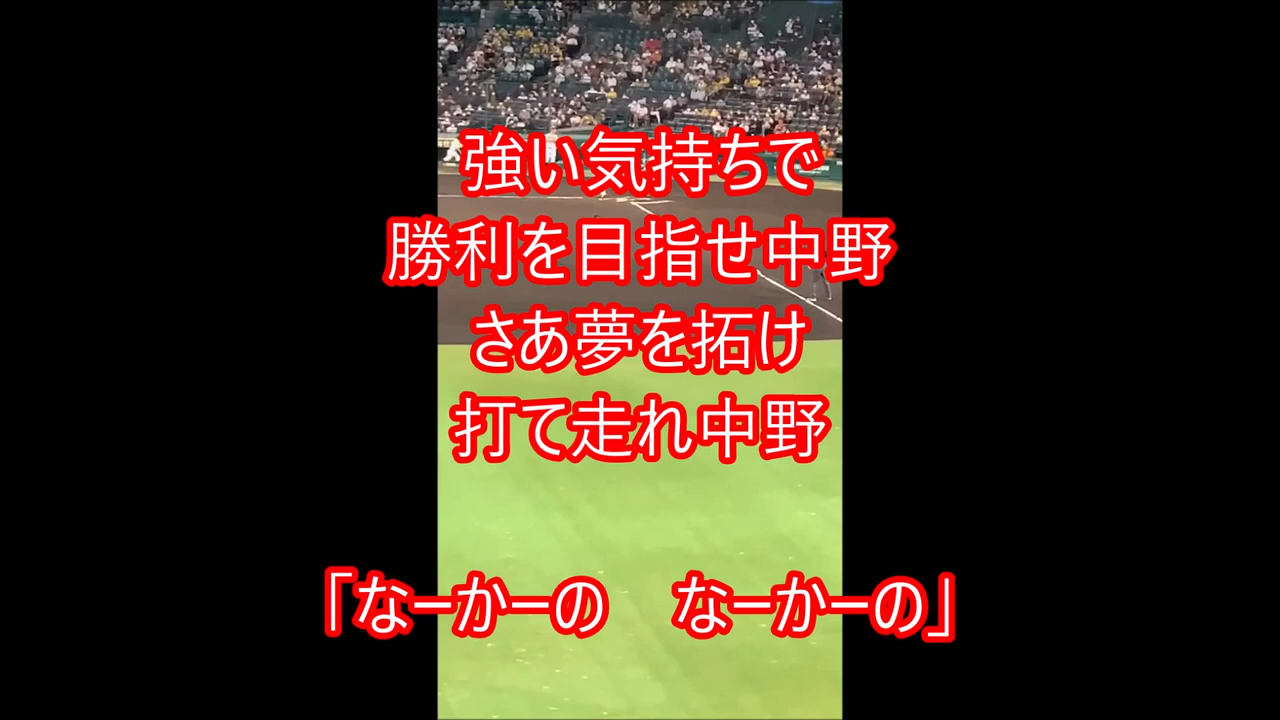 強い気持ちで
勝利を目指せ中野
さあ夢を拓け
打て走れ中野
「なーかーの　なーかーの」